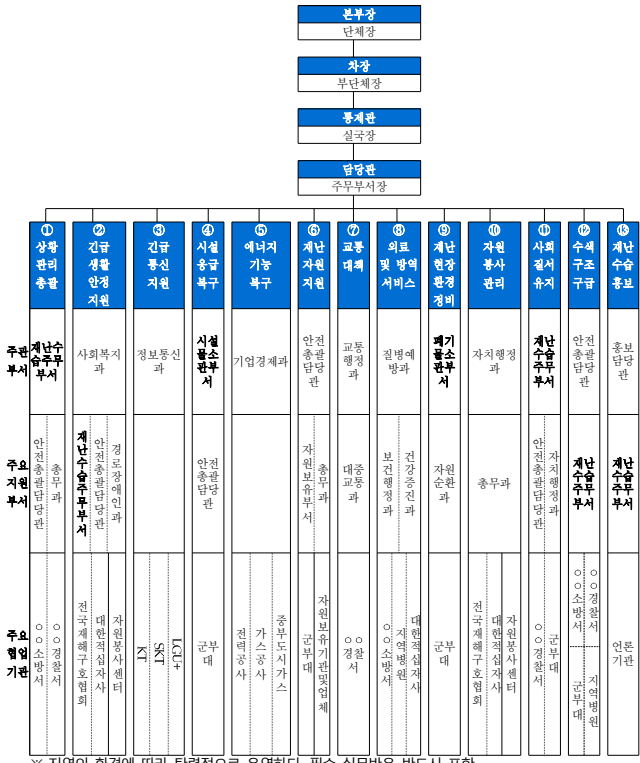 본부장
단체장
차장
부단체장
통제관
실국장
담당관
주무부서장
① 상황 관리 총괄
② 긴급 생활 안정 지원
③ 긴급 통신 지원
④ 시설 응급 복구
⑤ 에너지 기능 복구
⑥ 재난 자원 지원
⑦ 교통 대책
⑧ 의료 및 방역 서비스
⑨ 재난 현장 환경 정비
⑩ 자원 봉사 관리
⑪ 사회 질서 유지
⑫ 수색 구조 구급
⑬ 재난 수습 홍보
주관 부서
재난수습주무부서
사회복지과
정보통신과
시설물소관부서
기업경제과
안전총괄담당관
교통행정과
질병예방과
폐기물소관부서
자치행정과
재난수습주무부서
안전총괄담당관
홍보담당관
주요 지원 부서
안전총괄담당관
총무과
재난수습주무부서
안전총괄담당관
경로장애인과
안전총괄담당관
자원보유부서
총무과
대중교통과
보건행정과
건강증진과
자원순환과
총무과
안전총괄담당관
자치행정과
재난수습주무부서
재난수습주무부서
주요 협업 기관
○○소방서
○○경찰서
전국재해구호협회
대한적십자사
자원봉사센터
KT
SKT
LGU+
군부대
전력공사
가스공사
중부도시가스
군부대
자원보유기관및업체
○○경찰서
○○소방서
지역병원
대한적십자사
군부대
전국재해구호협회
대한적십자사
자원봉사센터
○○경찰서
군부대
○○소방서
○○경찰서
군부대
지역병원
언론기관